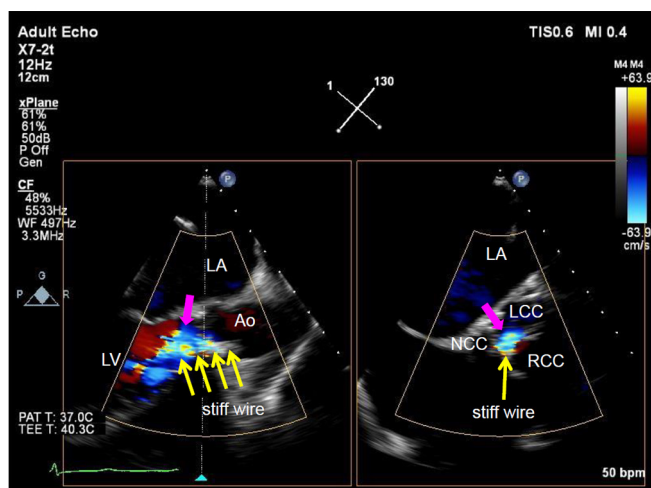 Adult Echo
X7-2t
12Hz
12cm
TIS0.6 MI 0.4
xPlane
61%
61%
50dB
P Off
Gen
CF
48%
5533Hz
WF 497Hz
3.3MHz
1
130
M4 M4
+63.9
-63.9
cm/s
P
P
G
P
R
LA
Ao
LV
stiff wire
LA
LCC
NCC
RCC
stiff wire
PAT T: 37.0C
TEE T: 40.3C
50 bpm